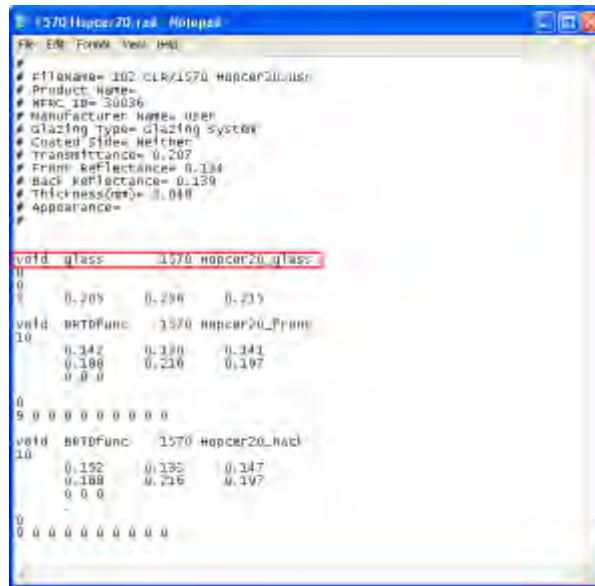 1570 Hopcer20.rad - Notepad
File Edit Format View Help
#
# FileName= 102 CLR/1570 Hopcer20.usr
# Product Name=
# NFRC ID= 30036
# Manufacturer Name= User
# Glazing Type= Glazing System
# Coated Side= Neither
# Transmittance= 0.207
# Front Reflectance= 0.134
# Back Reflectance= 0.139
# Thickness(mm)= 3.048
# Appearance=
#
void glass 1570 Hopcer20_glass
0
0
3 0.205 0.215
void BRTDfunc 1570 Hopcer20_front
10
0.142 0.130 0.141
0.188 0.216 0.197
0 0 0
0
9 0 0 0 0 0 0 0 0 0
void BRTDfunc 1570 Hopcer20_back
10
0.152 0.135 0.147
0.188 0.216 0.197
0 0 0
0
9 0 0 0 0 0 0 0 0 0